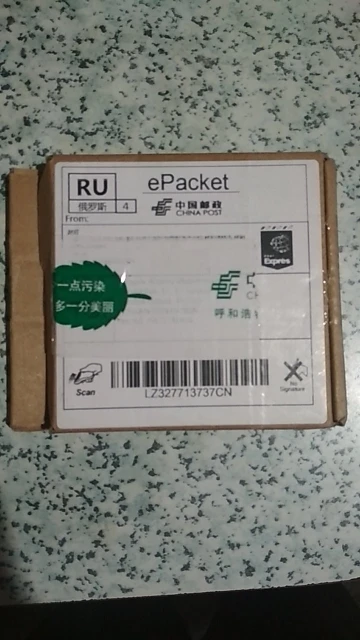 RU
ePacket
俄罗斯 4
中国邮政
CHINA POST
From:
Expres
一点污染
多一分美丽
呼和浩
Scan
LZ327713737CN
No
Signature